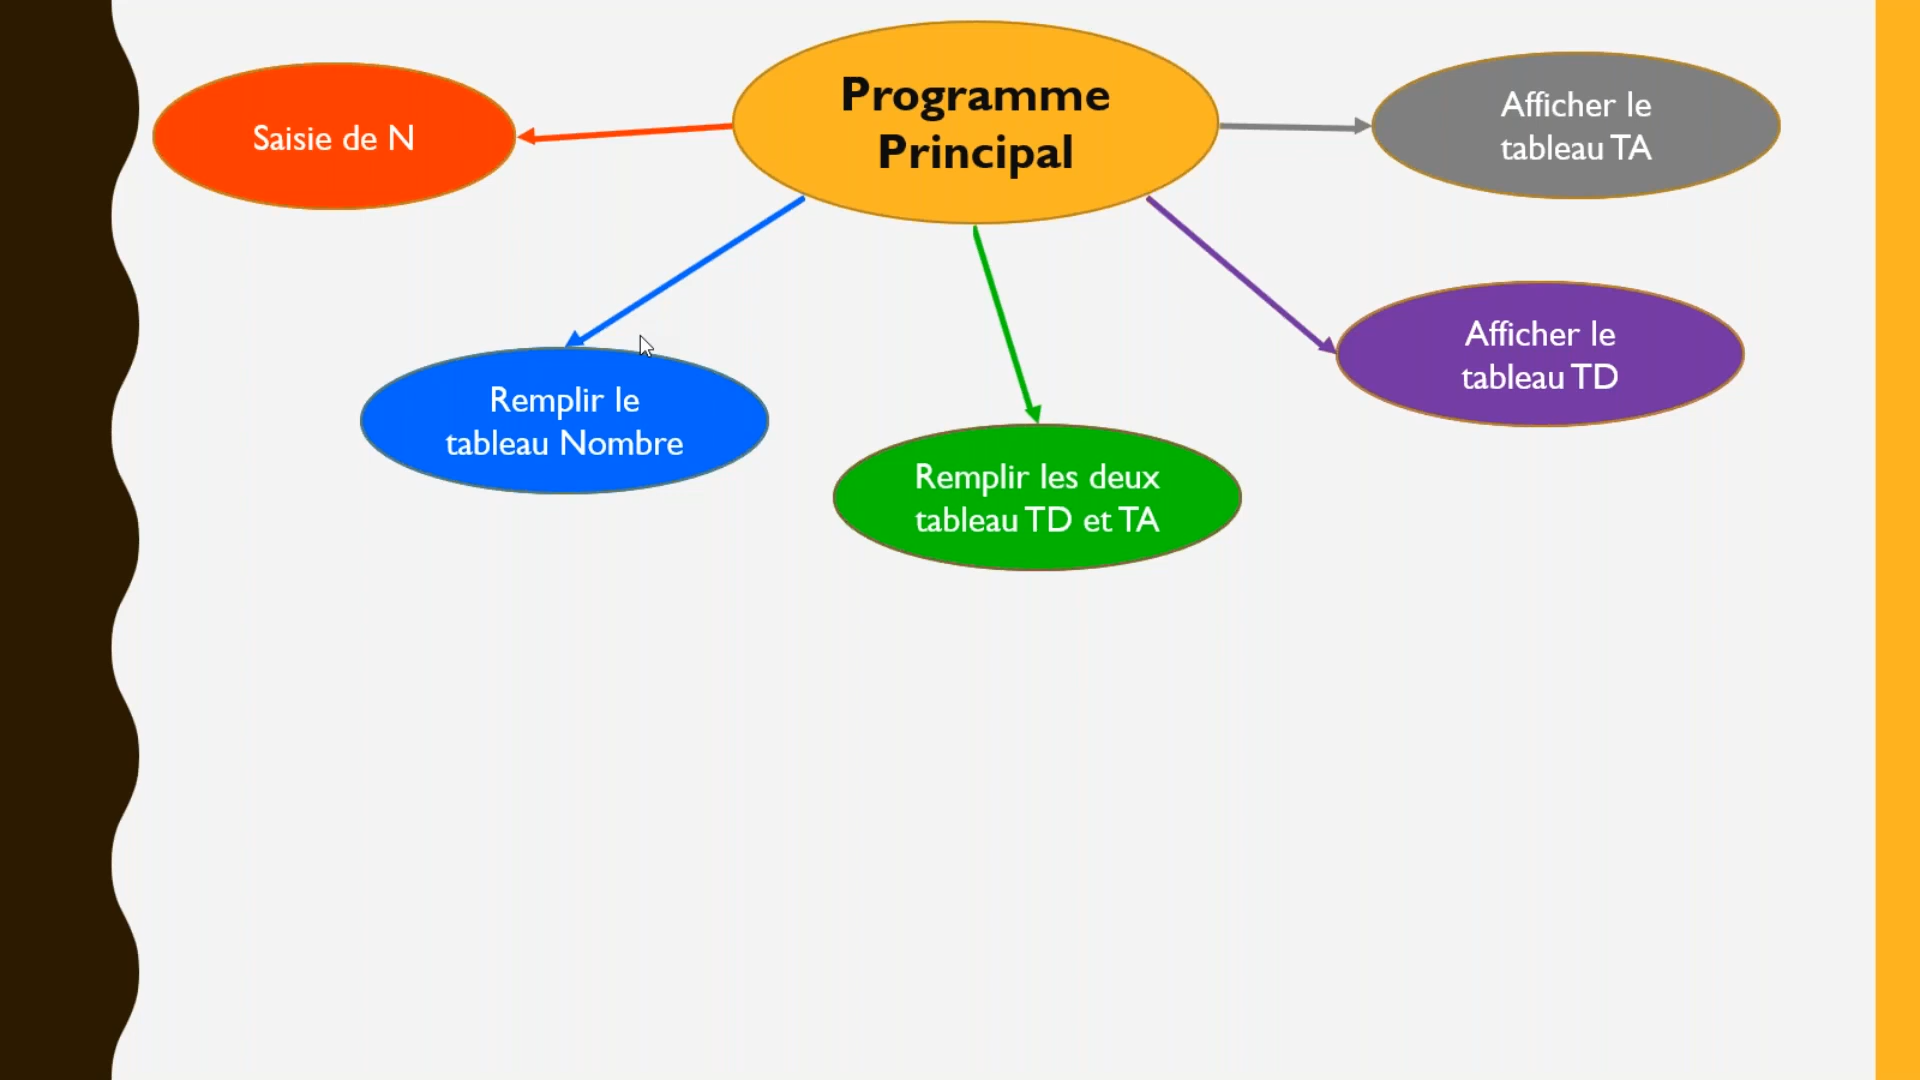 Programme
Principal
Saisie de N
Afficher le
tableau TA
Afficher le
tableau TD
Remplir le
tableau Nombre
Remplir les deux
tableau TD et TA